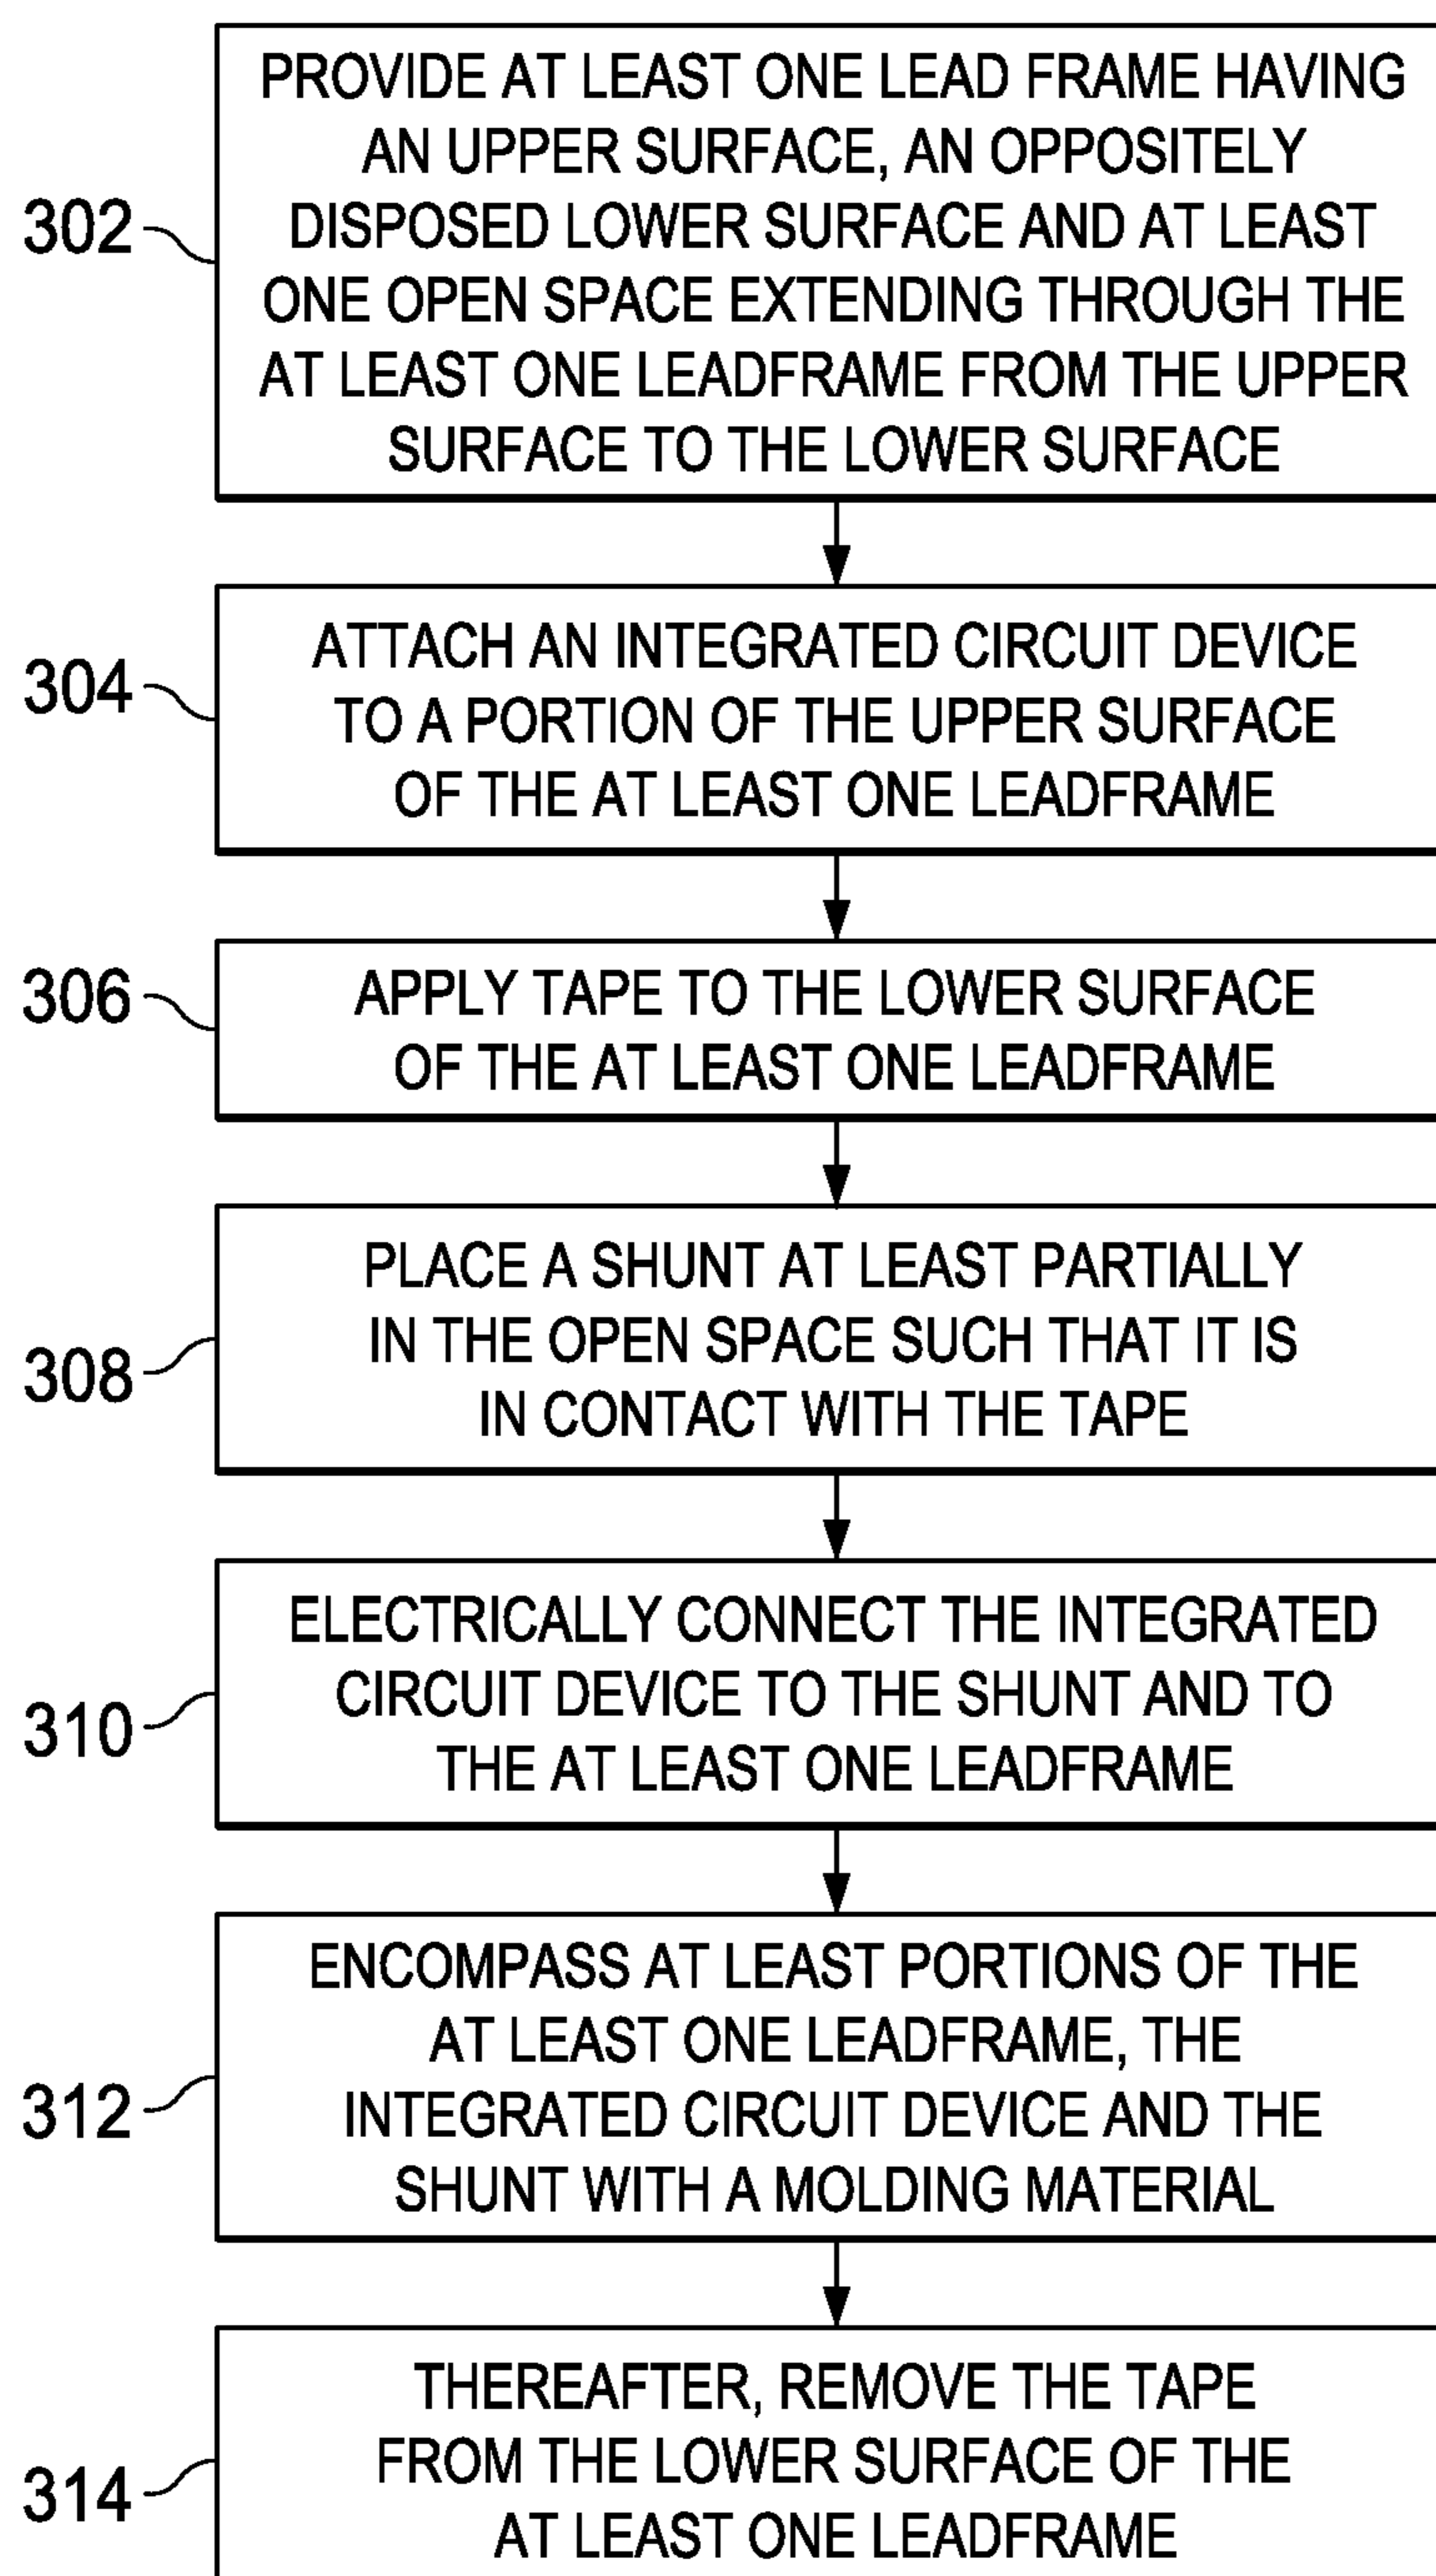 PROVIDE AT LEAST ONE LEAD FRAME HAVING
AN UPPER SURFACE, AN OPPOSITELY
302
DISPOSED LOWER SURFACE AND AT LEAST
ONE OPEN SPACE EXTENDING THROUGH THE
AT LEAST ONE LEADFRAME FROM THE UPPER
SURFACE TO THE LOWER SURFACE
304
ATTACH AN INTEGRATED CIRCUIT DEVICE
TO A PORTION OF THE UPPER SURFACE
OF THE AT LEAST ONE LEADFRAME
306
APPLY TAPE TO THE LOWER SURFACE
OF THE AT LEAST ONE LEADFRAME
308
PLACE A SHUNT AT LEAST PARTIALLY
IN THE OPEN SPACE SUCH THAT IT IS
IN CONTACT WITH THE TAPE
310
ELECTRICALLY CONNECT THE INTEGRATED
CIRCUIT DEVICE TO THE SHUNT AND TO
THE AT LEAST ONE LEADFRAME
312
ENCOMPASS AT LEAST PORTIONS OF THE
AT LEAST ONE LEADFRAME, THE
INTEGRATED CIRCUIT DEVICE AND THE
SHUNT WITH A MOLDING MATERIAL
314
THEREAFTER, REMOVE THE TAPE
FROM THE LOWER SURFACE OF THE
AT LEAST ONE LEADFRAME